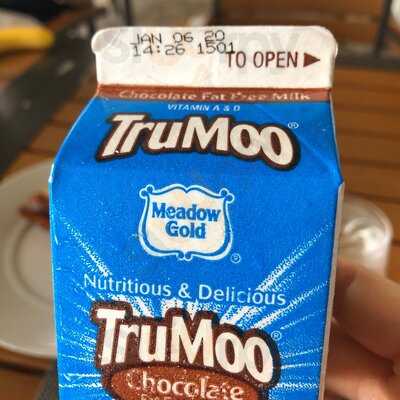 JAN 06 20
14:26 1501
TO OPEN ▶
Chocolate Fat Free Milk
VITAMIN A & D
TruMoo®
Meadow
Gold®
Nutritious & Delicious
TruMoo®
Chocolate